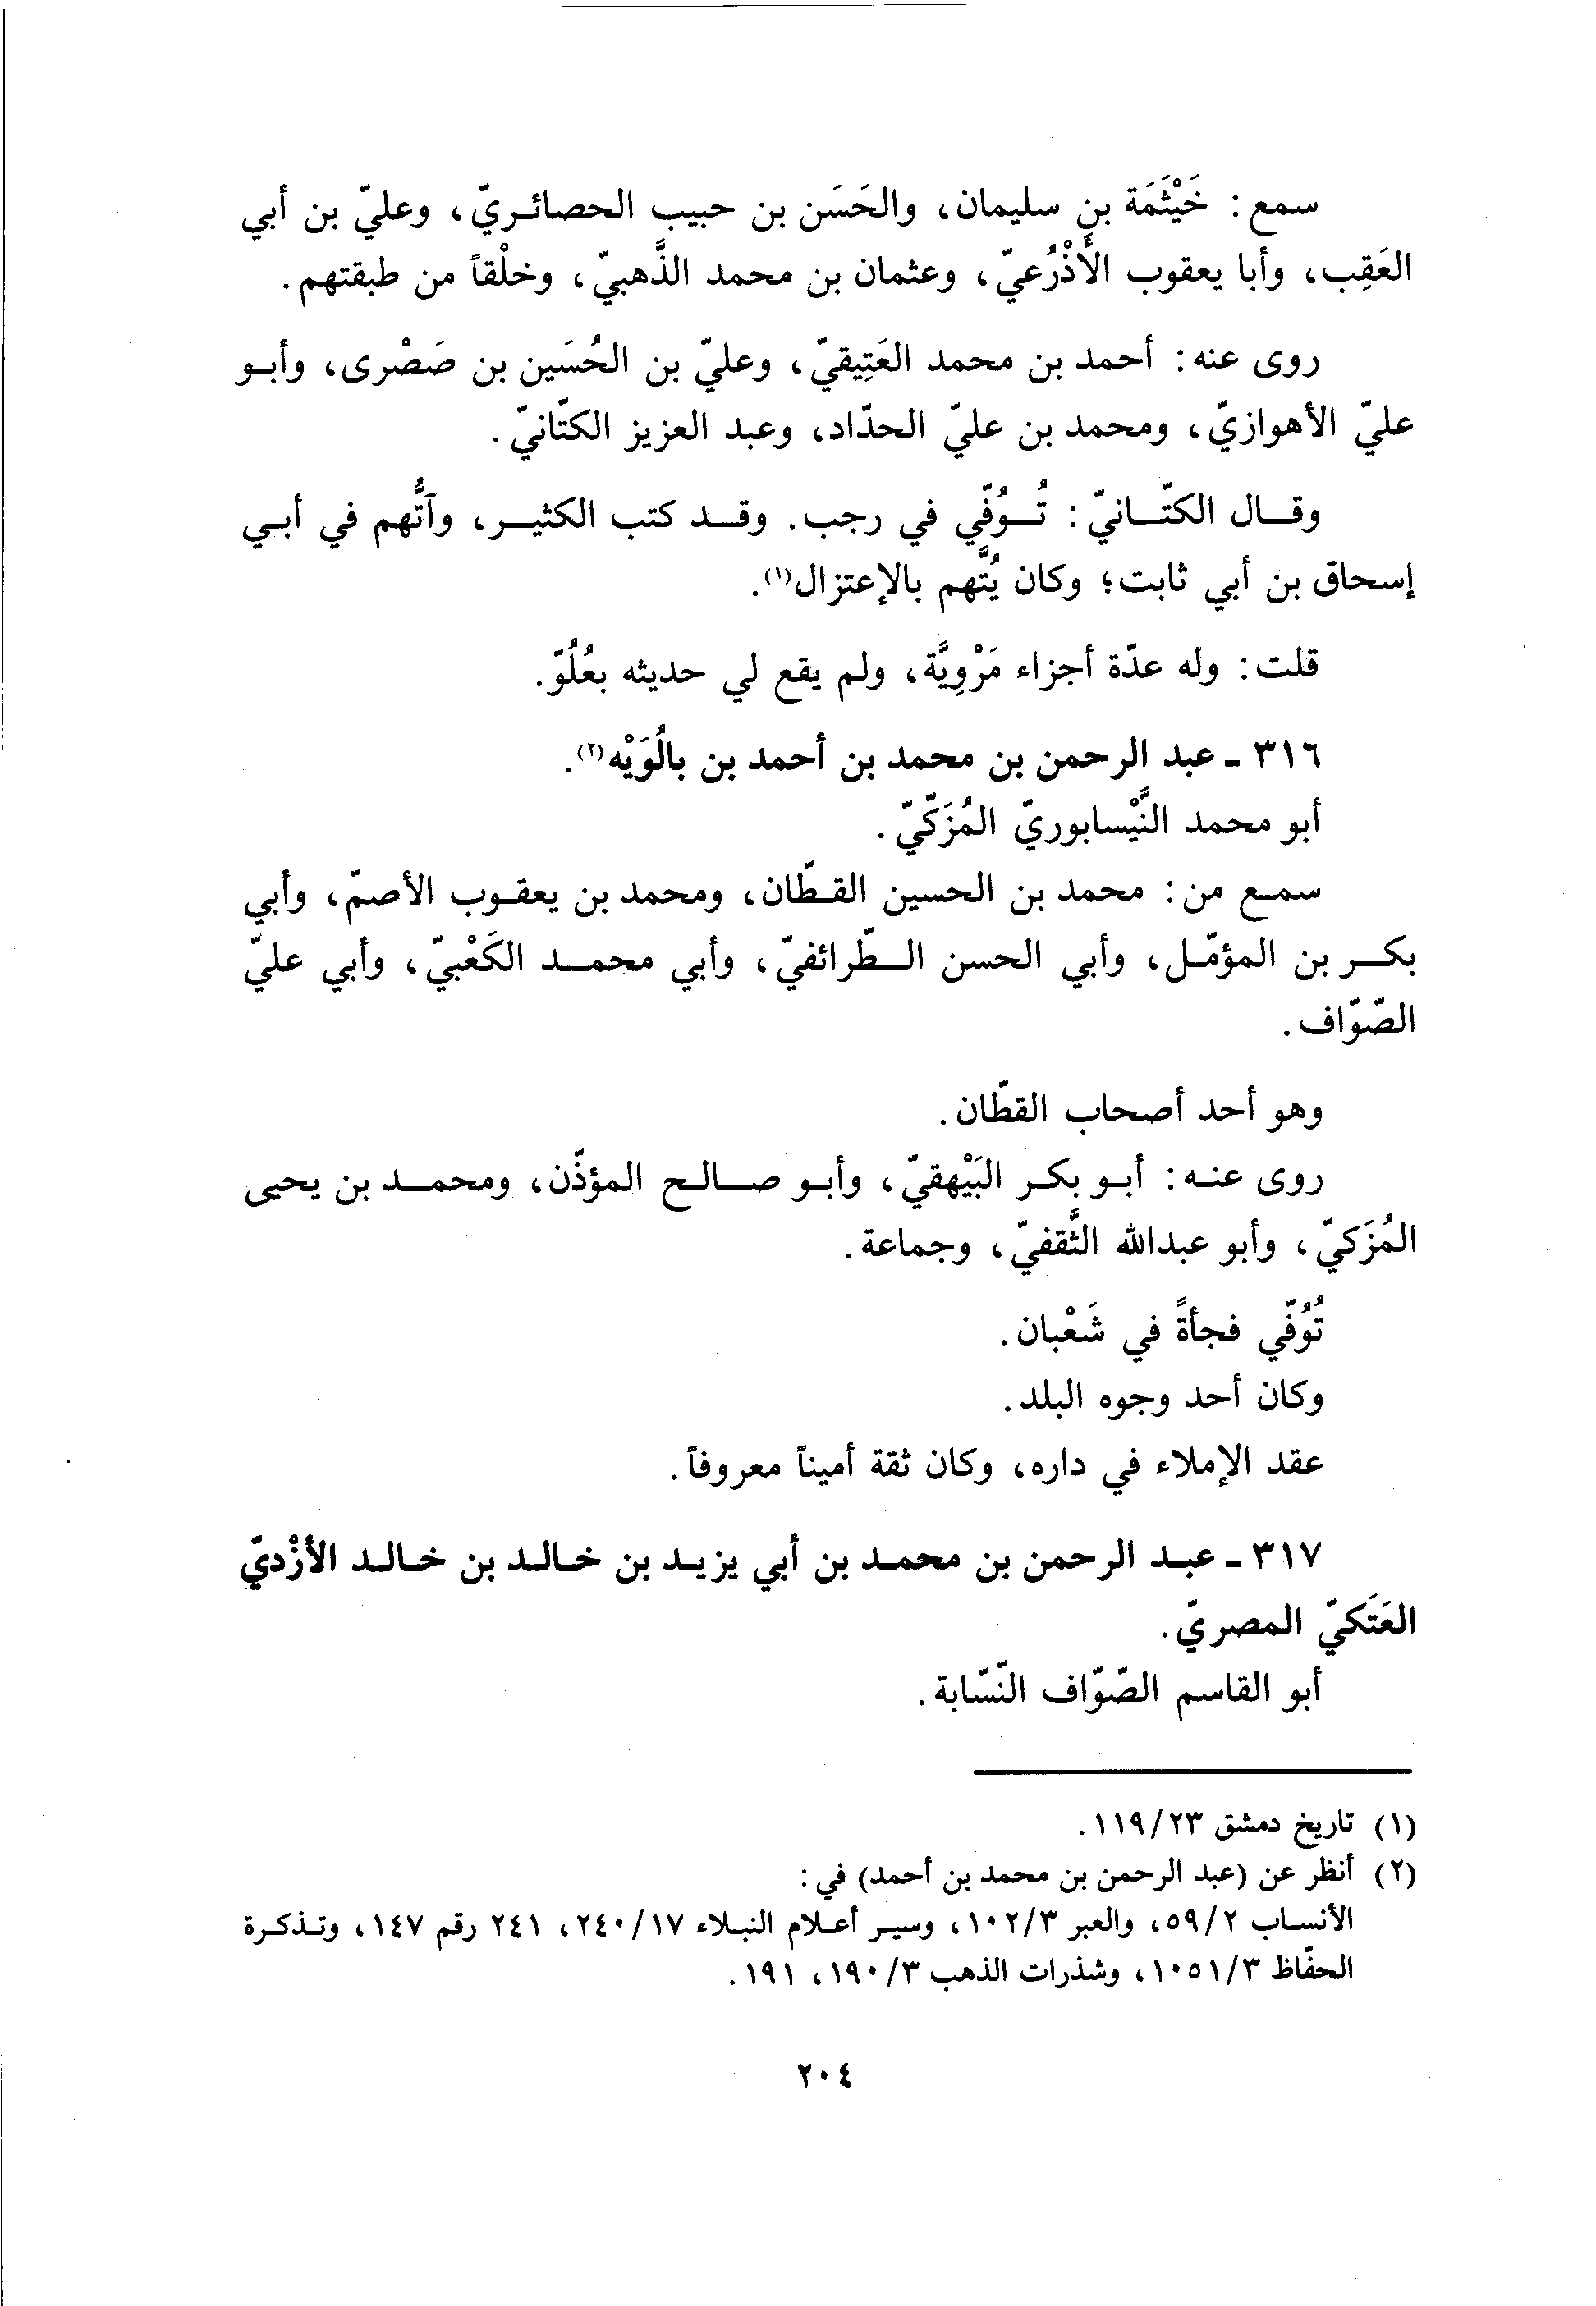 سمع: خَيْثَمَة بن سليمان، والحَسَن بن حبيب الحصائريّ، وعليّ بن أبي
العَقِب، وأبا يعقوب الأَذْرُعيّ، وعثمان بن محمد الذَّهبيّ، وخلْقاً من طبقتهم.
روى عنه: أحمد بن محمد العَتِيقيّ، وعليّ بن الحُسَين بن صَصْرى، وأبو
عليّ الأهوازيّ، ومحمد بن عليّ الحدّاد، وعبد العزيز الكتّانيّ.
وقال الكتّانيّ: تُوُفّي في رجب. وقد كتب الكثير، وٱتُّهم في أبي
إسحاق بن أبي ثابت؛ وكان يُتَّهم بالإعتزال(١).
قلت: وله عدّة أجزاء مَرْوِيَّة، ولم يقع لي حديثه بعُلُوّ.
٣١٦ - عبد الرحمن بن محمد بن أحمد بن بالُوَيْه(٢).
أبو محمد النَّيْسابوريّ المُزَكّيّ.
سمع من: محمد بن الحسين القطّان، ومحمد بن يعقوب الأصمّ، وأبي
بكر بن المؤمّل، وأبي الحسن الطّرائفيّ، وأبي محمد الكَعْبيّ، وأبي عليّ
الصّوّاف.
وهو أحد أصحاب القطّان.
روى عنه: أبو بكر البَيْهقيّ، وأبو صالح المؤذّن، ومحمد بن يحيى
المُزَكيّ، وأبو عبدالله الثَّقفيّ، وجماعة.
تُوُفّي فجأةً في شَعْبان.
وكان أحد وجوه البلد.
عقد الإملاء في داره، وكان ثقة أميناً معروفاً.
٣١٧ - عبد الرحمن بن محمد بن أبي يزيد بن خالد بن خالد الأزْديّ
العَتَكيّ المصريّ.
أبو القاسم الصّوّاف النّسّابة.
(١) تاريخ دمشق ١١٩/٢٣.
(٢) أنظر عن (عبد الرحمن بن محمد بن أحمد) في:
الأنساب ٥٩/٢، والعبر ١٠٢/٣، وسير أعلام النبلاء ٢٤٠/١٧، ٢٤١ رقم ١٤٧، وتذكرة
الحفّاظ ١٠٥١/٣، وشذرات الذهب ١٩٠/٣، ١٩١.
٢٠٤